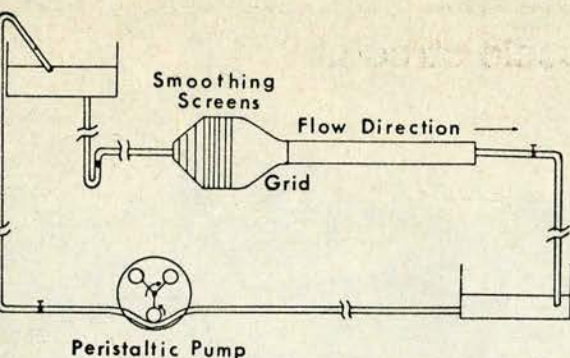 Smoothing
Screens
Flow Direction
Grid
Peristaltic Pump